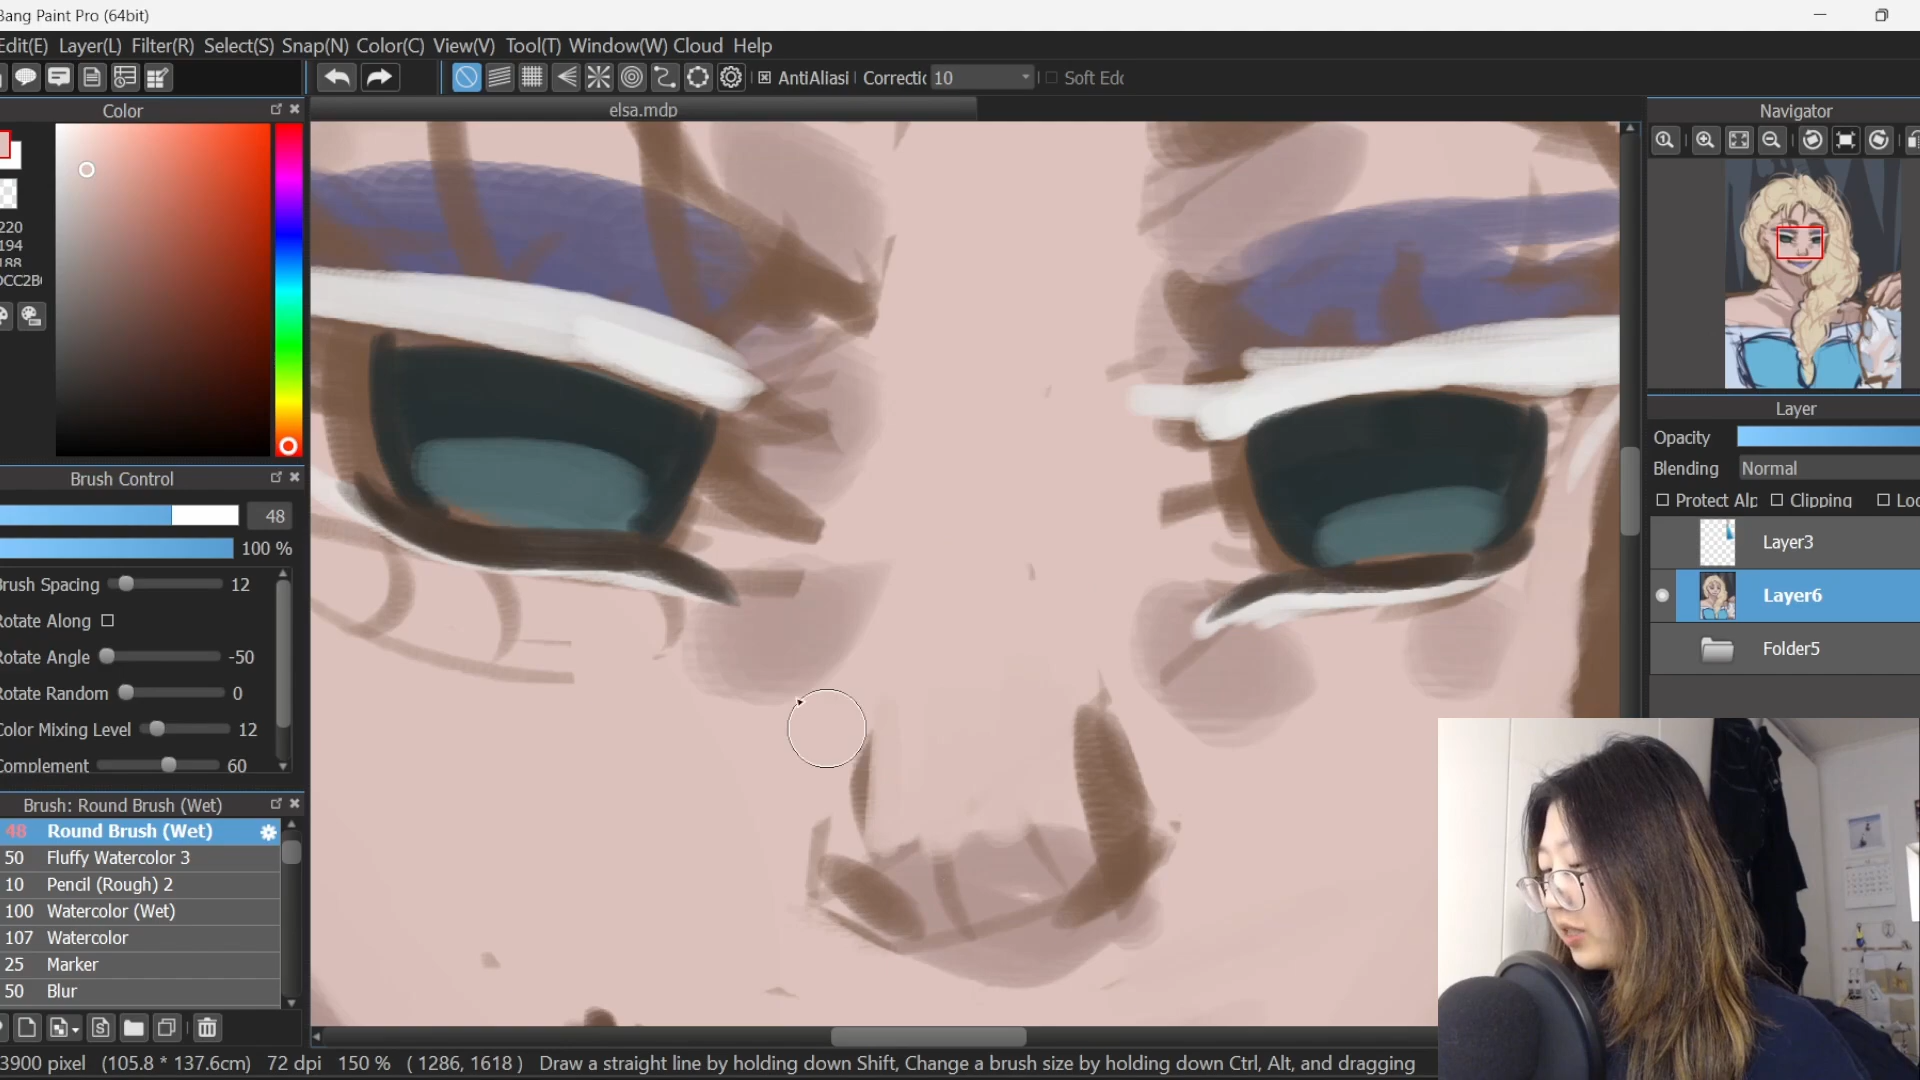 Bang Paint Pro (64bit)
Edit(E) Layer(L) Filter(R) Select(S) Snap(N) Color(C) View(V) Tool(T) Window(W) Cloud Help
AntiAliasi Correctic 10 Soft Edc
Color
elsa.mdp
Navigator
220
194
188
DCC2B
Brush Control
48
100 %
Brush Spacing 12
Rotate Along
Rotate Angle -50
Rotate Random 0
Color Mixing Level 12
Complement 60
Brush: Round Brush (Wet)
48 Round Brush (Wet)
50 Fluffy Watercolor 3
10 Pencil (Rough) 2
100 Watercolor (Wet)
107 Watercolor
25 Marker
50 Blur
Layer
Opacity
Blending Normal
Protect Alp Clipping Loc
Layer3
Layer6
Folder5
3900 pixel (105.8 * 137.6cm) 72 dpi 150 % ( 1286, 1618 ) Draw a straight line by holding down Shift, Change a brush size by holding down Ctrl, Alt, and dragging